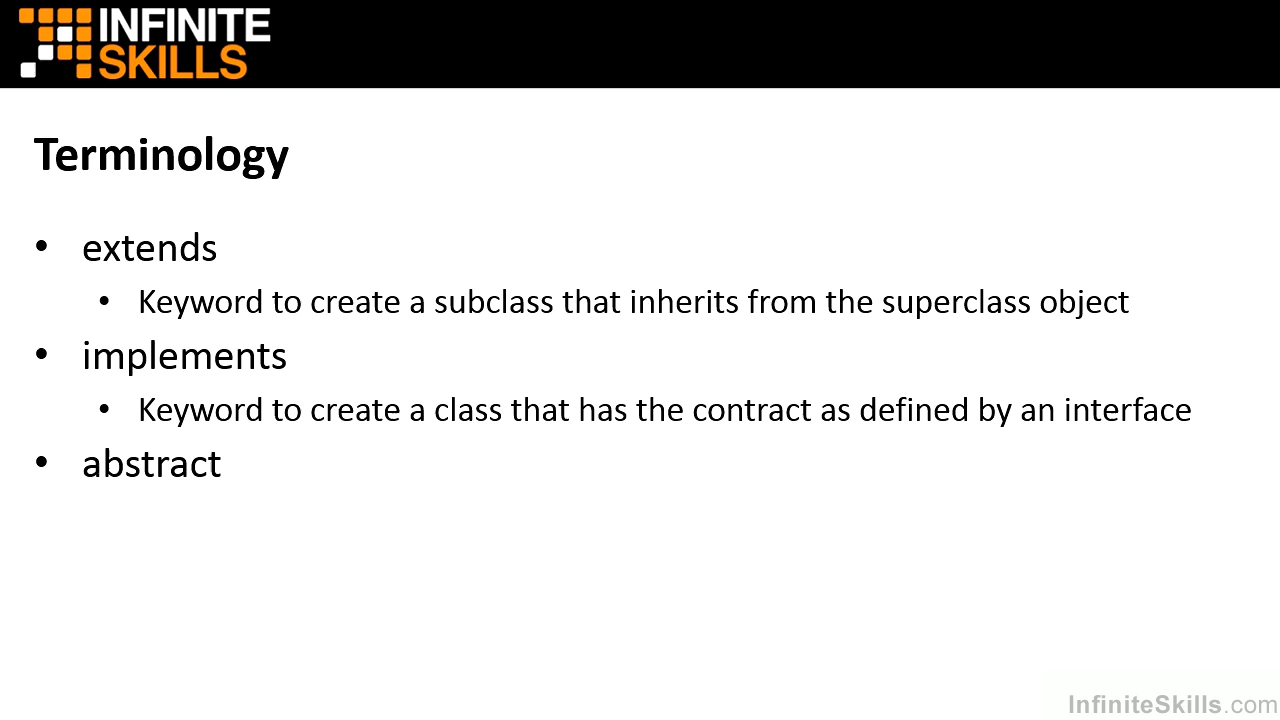 INFINITE
SKILLS
Terminology
• extends
• Keyword to create a subclass that inherits from the superclass object
• implements
• Keyword to create a class that has the contract as defined by an interface
• abstract
InfiniteSkills.com